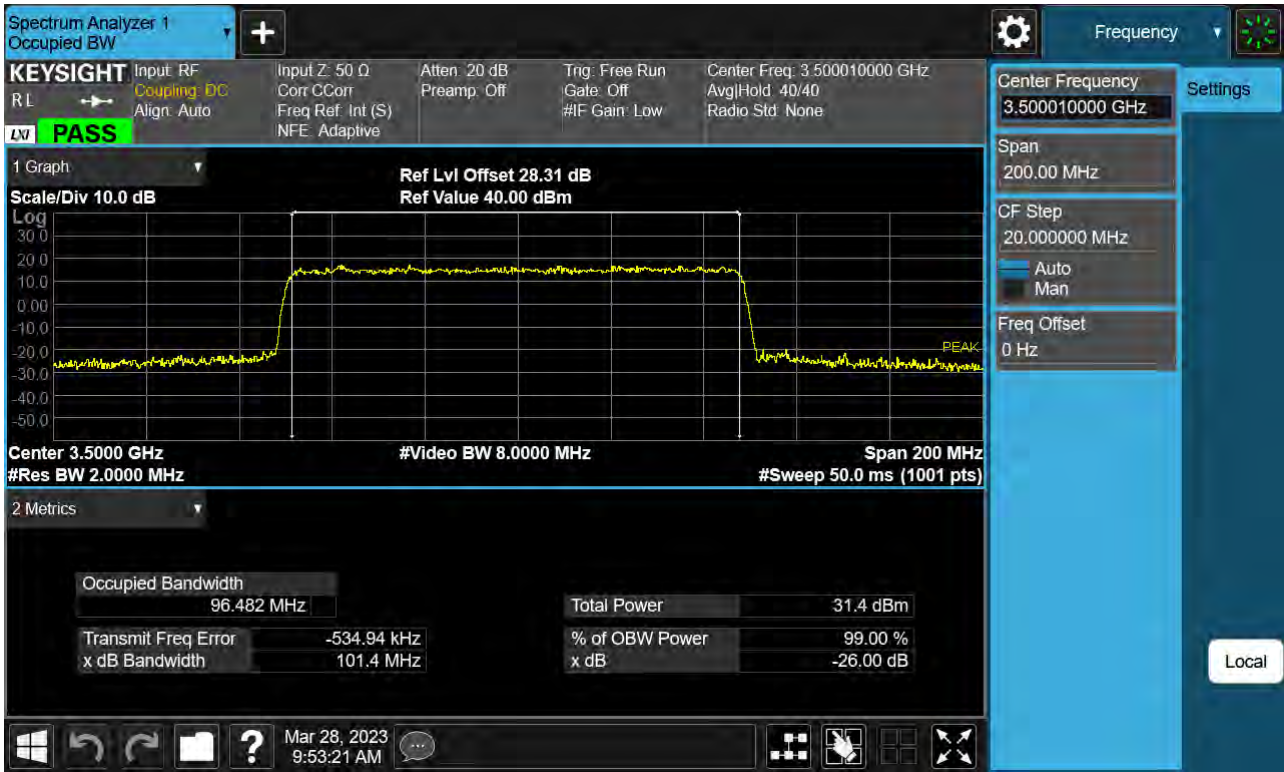 Spectrum Analyzer 1
Occupied BW
+
Frequency
KEYSIGHT
RL
LXI PASS
Input: RF
Coupling: DC
Align: Auto
Input Z: 50 Ω
Corr CCorr
Freq Ref: Int (S)
NFE: Adaptive
Atten: 20 dB
Preamp: Off
Trig: Free Run
Gate: Off
#IF Gain: Low
Center Freq: 3.500010000 GHz
Avg|Hold: 40/40
Radio Std: None
Center Frequency
3.500010000 GHz
Settings
Span
200.00 MHz
CF Step
20.000000 MHz
Auto
Man
Freq Offset
0 Hz
Local
1 Graph
Scale/Div 10.0 dB
Ref Lvl Offset 28.31 dB
Ref Value 40.00 dBm
Log
30.0
20.0
10.0
0.00
-10.0
-20.0
-30.0
-40.0
-50.0
PEAK
Center 3.5000 GHz
#Video BW 8.0000 MHz
Span 200 MHz
#Res BW 2.0000 MHz
#Sweep 50.0 ms (1001 pts)
2 Metrics
Occupied Bandwidth
96.482 MHz
Total Power 31.4 dBm
Transmit Freq Error -534.94 kHz
% of OBW Power 99.00 %
x dB Bandwidth 101.4 MHz
x dB -26.00 dB
?
Mar 28, 2023
9:53:21 AM